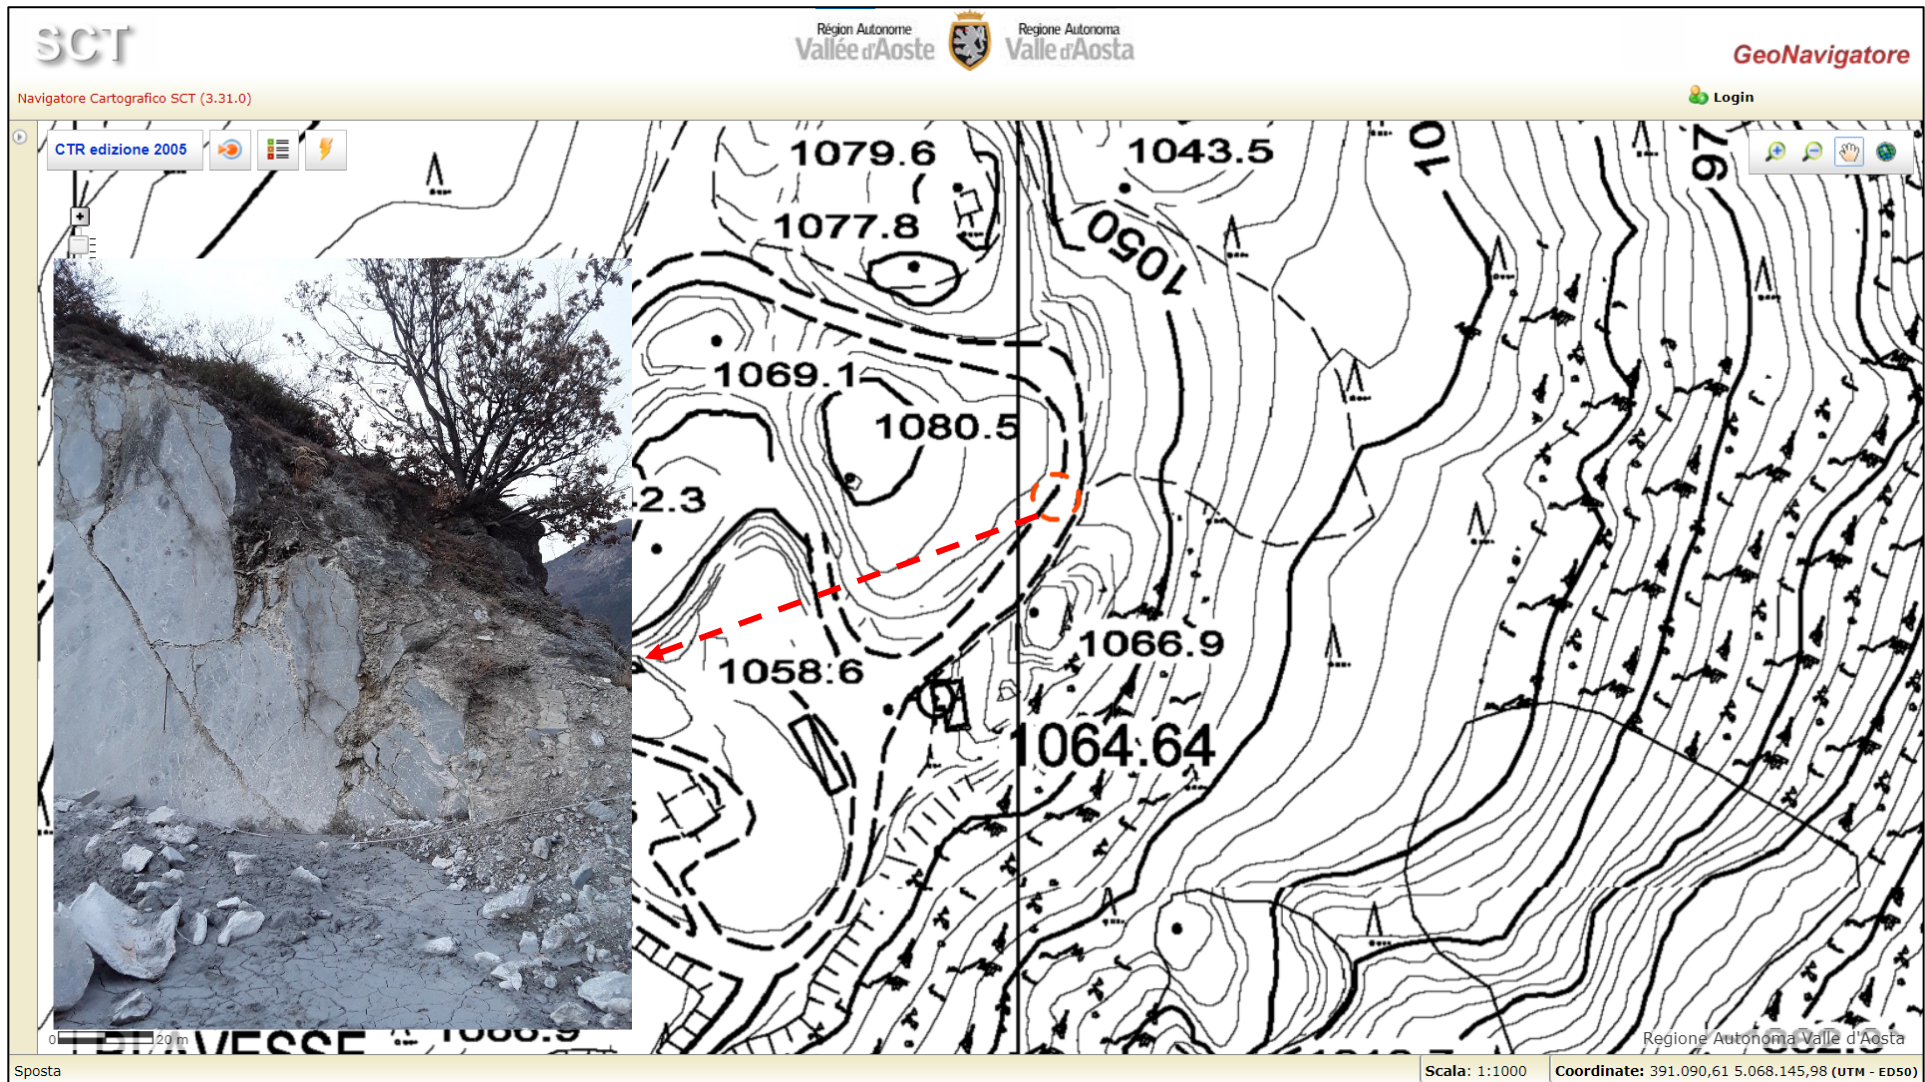 SCT
Région Autonome
Vallée d'Aoste
Regione Autonoma
Valle d'Aosta
GeoNavigatore
Navigatore Cartografico SCT (3.31.0)
Login
CTR edizione 2005
1079.6
1043.5
10
97
1077.8
1050
1069.1
1080.5
2.3
1066.9
1058.6
1064.64
0
20 m
Regione Autonoma Valle d'Aosta
Sposta
Scala: 1:1000
Coordinate: 391.090,61 5.068.145,98 (UTM - ED50)